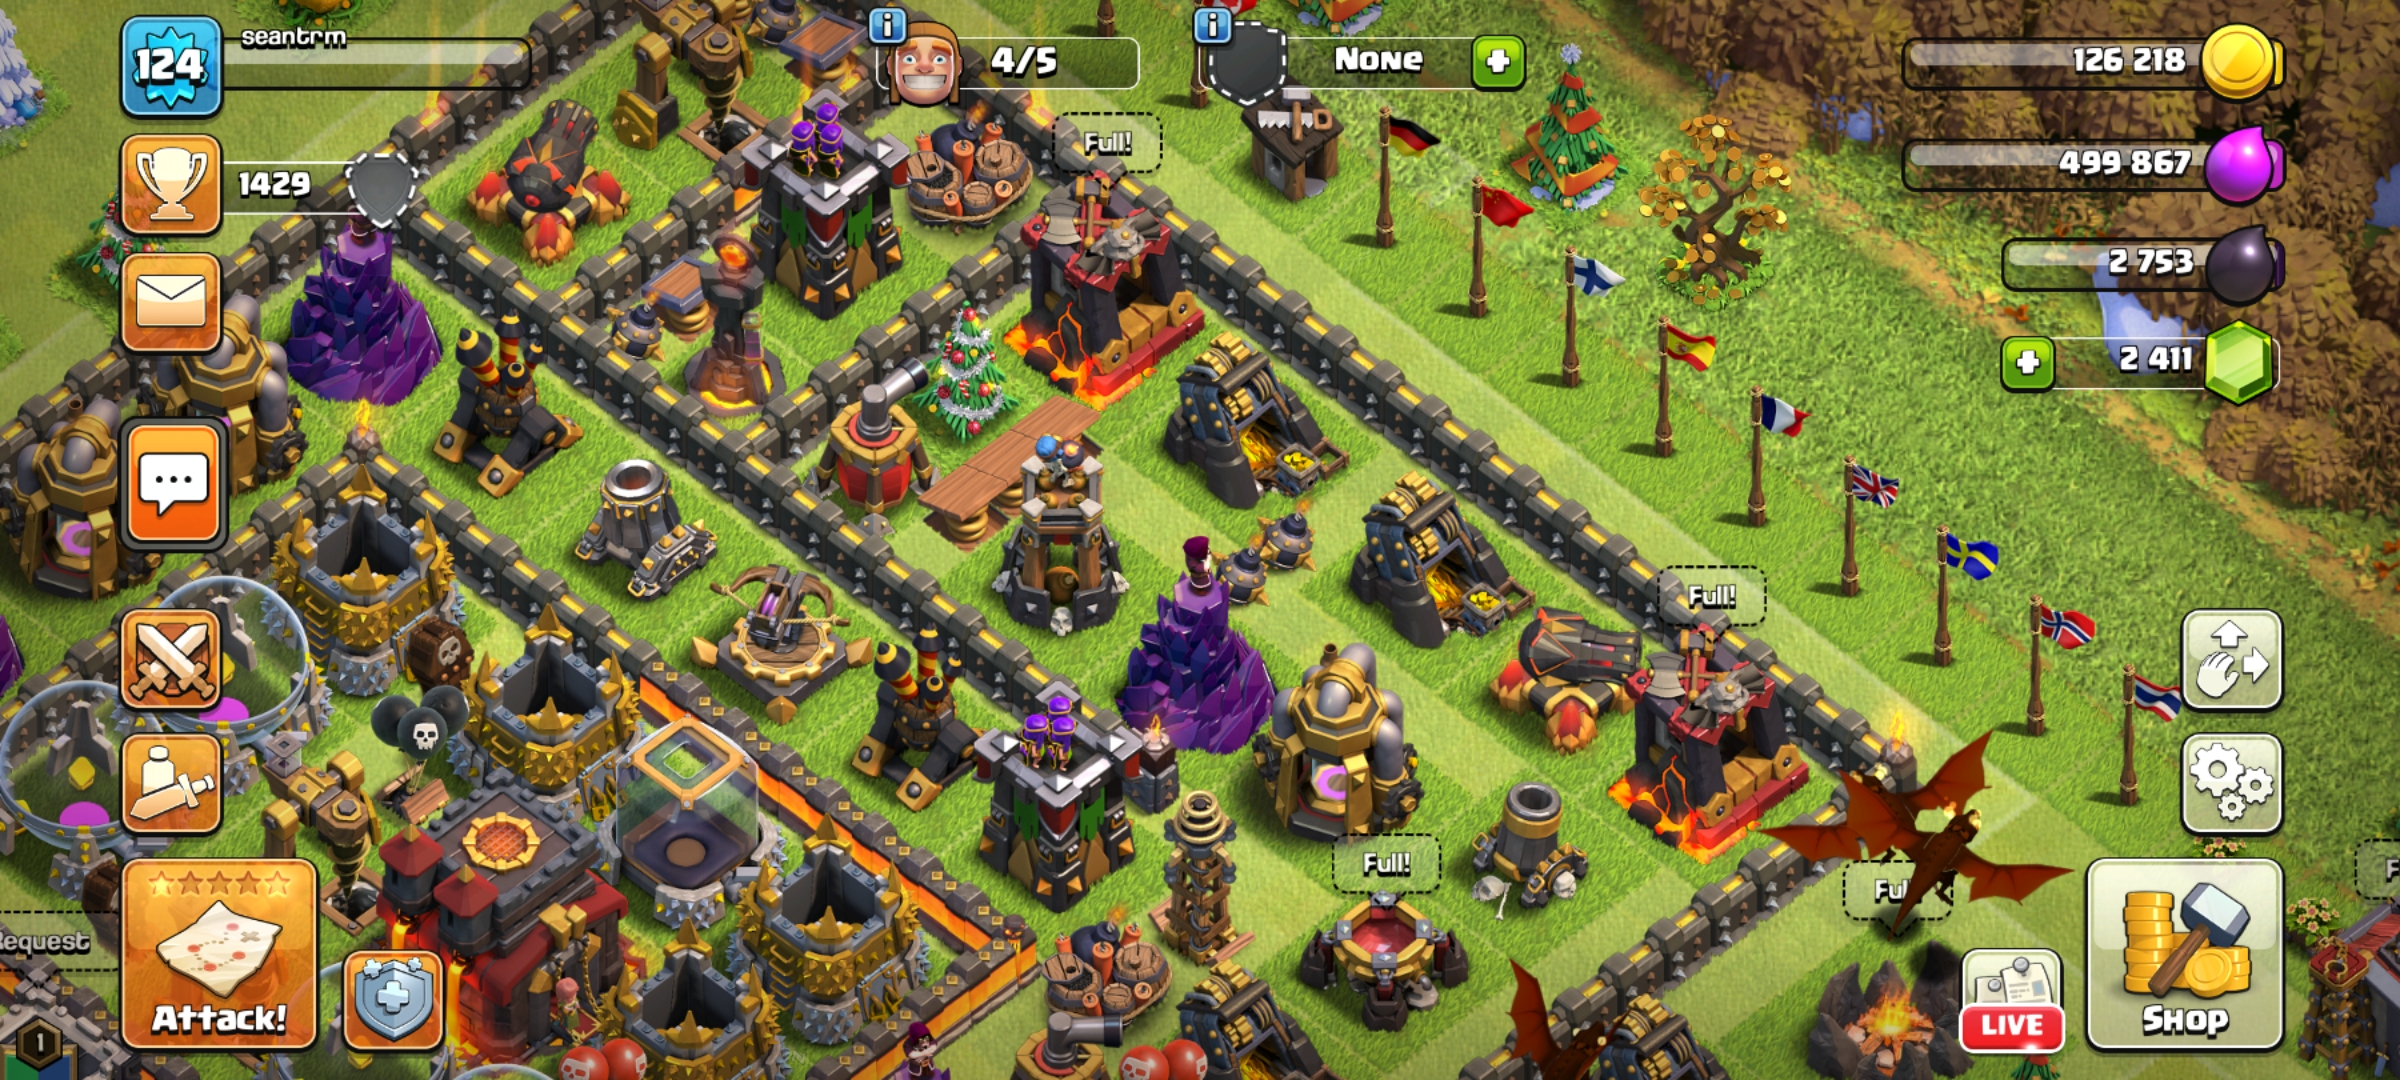 124
seantrm
4/5
None
126 218
1429
499 867
2 753
2 411
Full!
Full!
Full!
Request
Attack!
LIVE
Shop
1